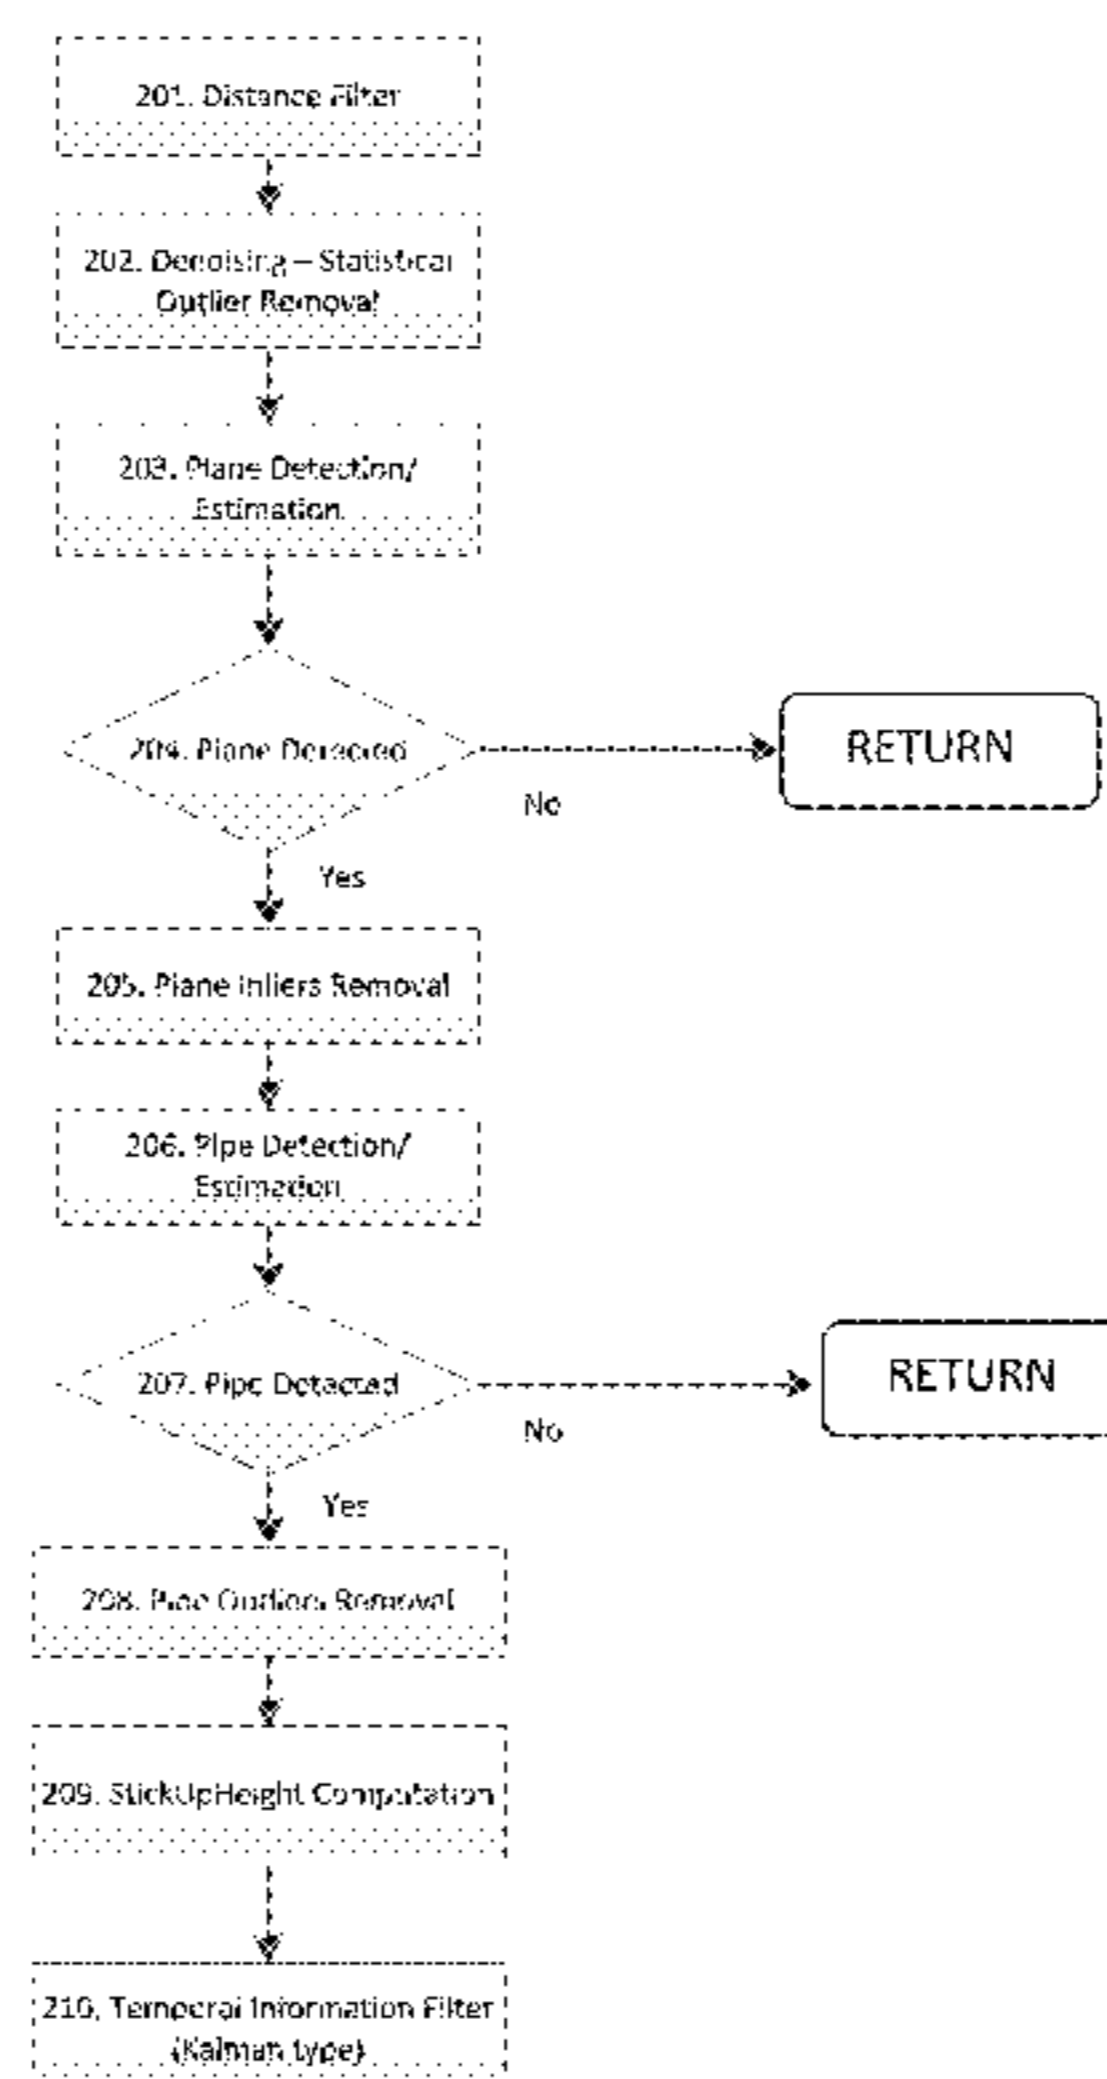 201. Distance Filter
202. Denoising – Statistical
Outlier Removal
203. Plane Detection/
Estimation
204. Plane Detected
RETURN
No
Yes
205. Plane Inliers Removal
206. Pipe Detection/
Estimation
207. Pipe Detected
RETURN
No
Yes
208. Pipe Outliers Removal
209. StickUpHeight Computation
210. Temporal Information Filter
(Kalman type)